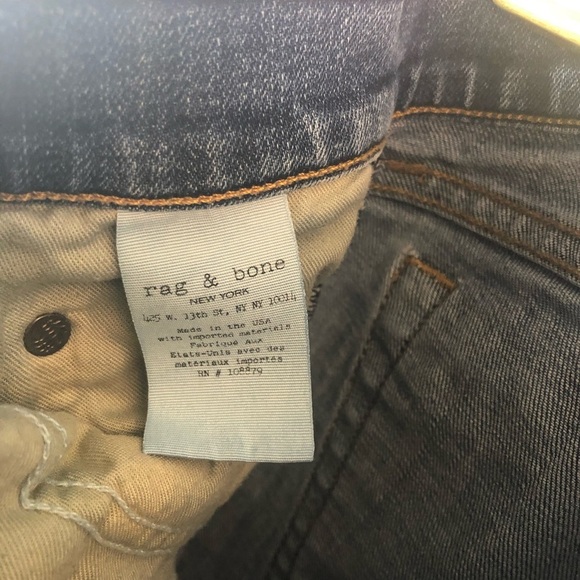 rag & bone
NEW YORK
425 W. 13th St, NY NY 10014
Made in the USA
with imported materials
Fabriqué Aux
Etats-Unis avec des
matériaux importés
RN # 108879